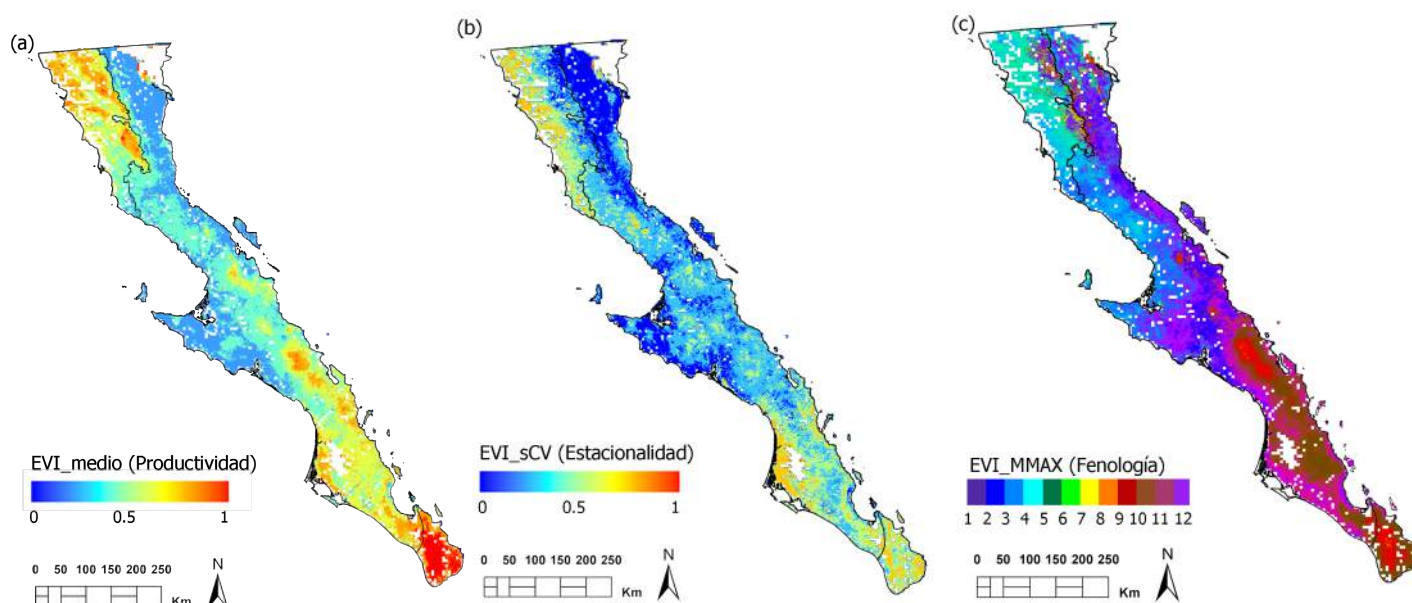 (a)
EVI_medio (Productividad)
0 0.5 1
0 50 100 150 200 250
Km
N
(b)
EVI_sCV (Estacionalidad)
0 0.5 1
0 50 100 150 200 250
Km
N
(c)
EVI_MMAX (Fenología)
1 2 3 4 5 6 7 8 9 10 11 12
0 50 100 150 200 250
Km
N